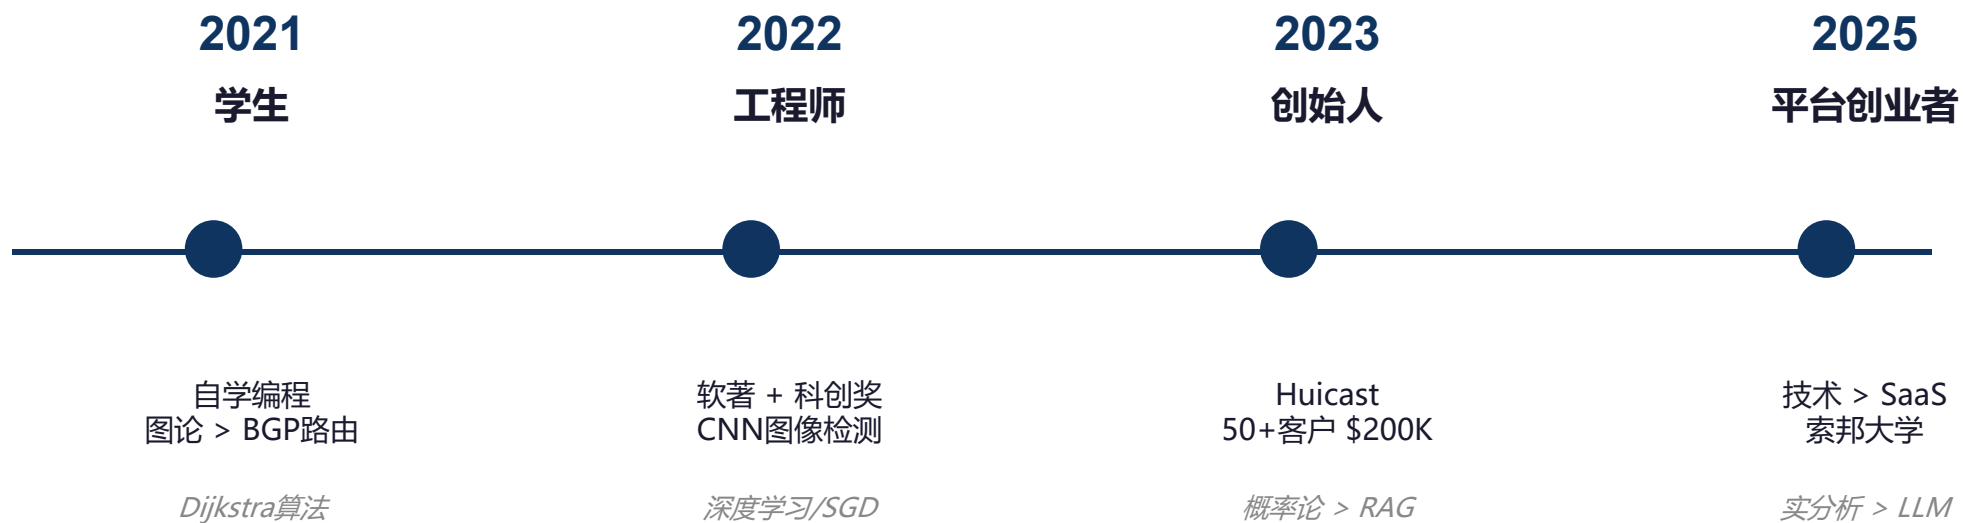 2021
学生
自学编程
图论 > BGP路由
Dijkstra算法
2022
工程师
软著 + 科创奖
CNN图像检测
深度学习/SGD
2023
创始人
Huicast
50+客户 $200K
概率论 > RAG
2025
平台创业者
技术 > SaaS
索邦大学
实分析 > LLM